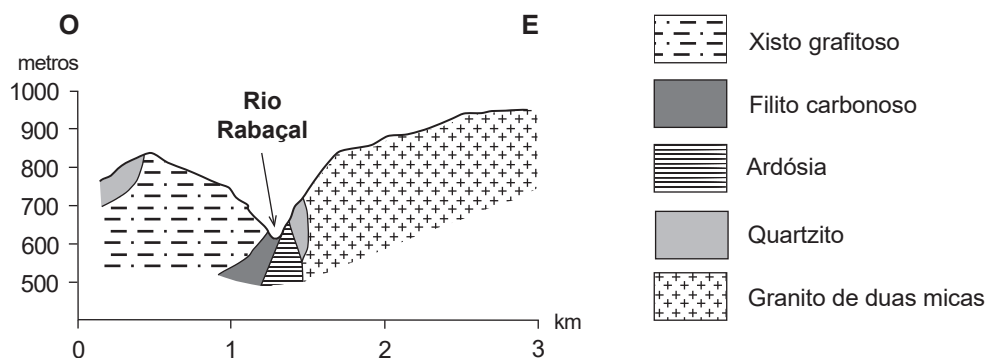 O E
metros
1000
900
800
700
600
500
Rio
Rabaçal
0 1 2 3 km
Xisto grafitoso
Filito carbonoso
Ardósia
Quartzito
Granito de duas micas